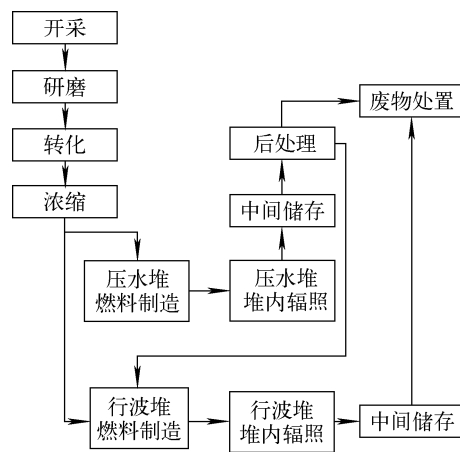 开采
研磨
转化
浓缩
压水堆
燃料制造
压水堆
堆内辐照
中间储存
后处理
废物处置
行波堆
燃料制造
行波堆
堆内辐照
中间储存